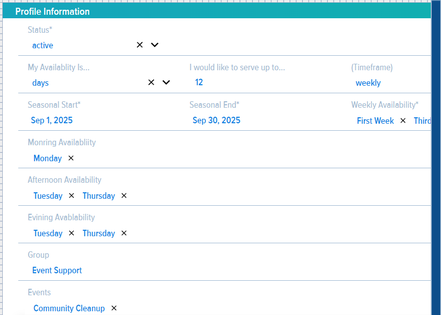 Profile Information
Status*
active
My Availablity Is... I would like to serve up to... (Timeframe)
days 12 weekly
Seasonal Start* Seasonal End* Weekly Availability*
Sep 1, 2025 Sep 30, 2025 First Week Third
Monring Availability
Monday
Afternoon Availability
Tuesday Thursday
Evining Avablability
Tuesday Thursday
Group
Event Support
Events
Community Cleanup